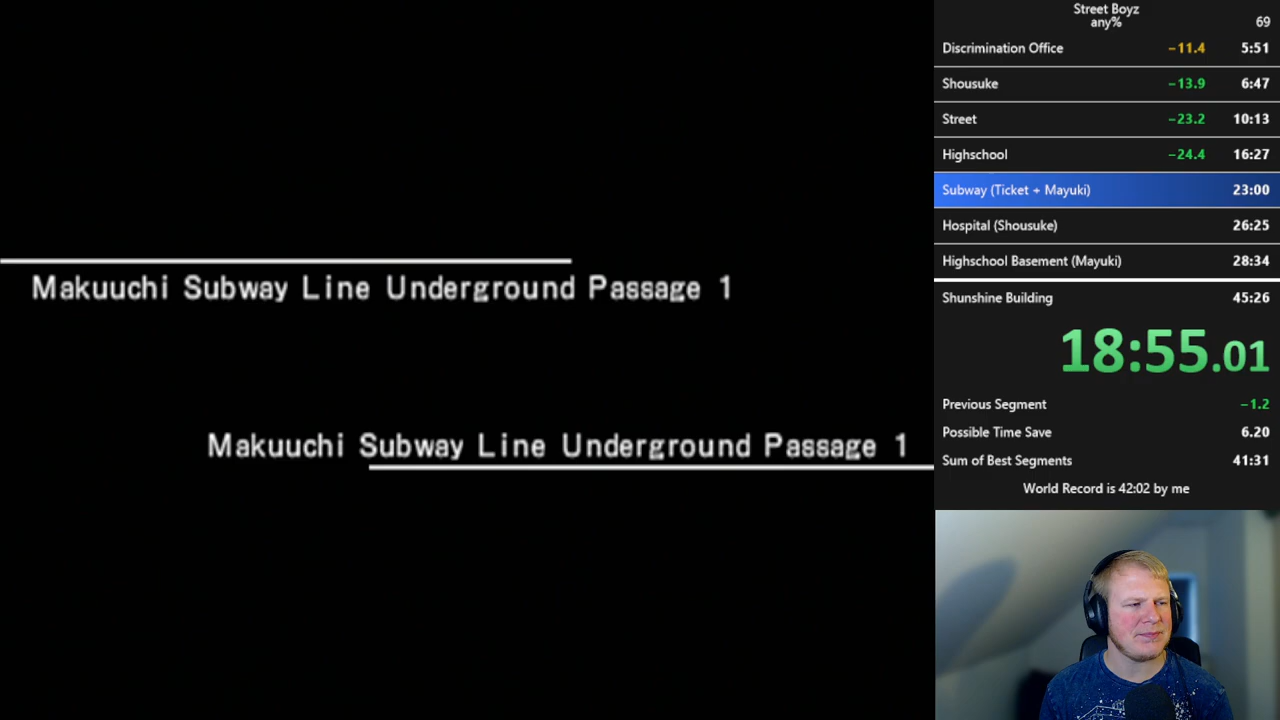 Makuuchi Subway Line Underground Passage 1
Makuuchi Subway Line Underground Passage 1
Street Boyz
any% 69
Discrimination Office −11.4 5:51
Shousuke −13.9 6:47
Street −23.2 10:13
Highschool −24.4 16:27
Subway (Ticket + Mayuki) 23:00
Hospital (Shousuke) 26:25
Highschool Basement (Mayuki) 28:34
Shunshine Building 45:26
18:55.01
Previous Segment −1.2
Possible Time Save 6.20
Sum of Best Segments 41:31
World Record is 42:02 by me